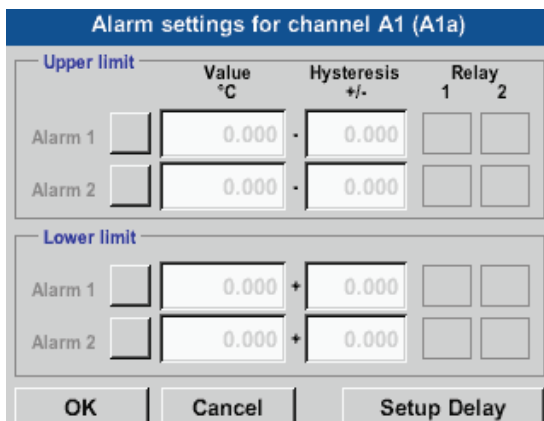 Alarm settings for channel A1 (A1a)
Upper limit
Value Hysteresis Relay
°C +/- 1 2
Alarm 1 0.000 - 0.000
Alarm 2 0.000 - 0.000
Lower limit
Alarm 1 0.000 + 0.000
Alarm 2 0.000 + 0.000
OK Cancel Setup Delay